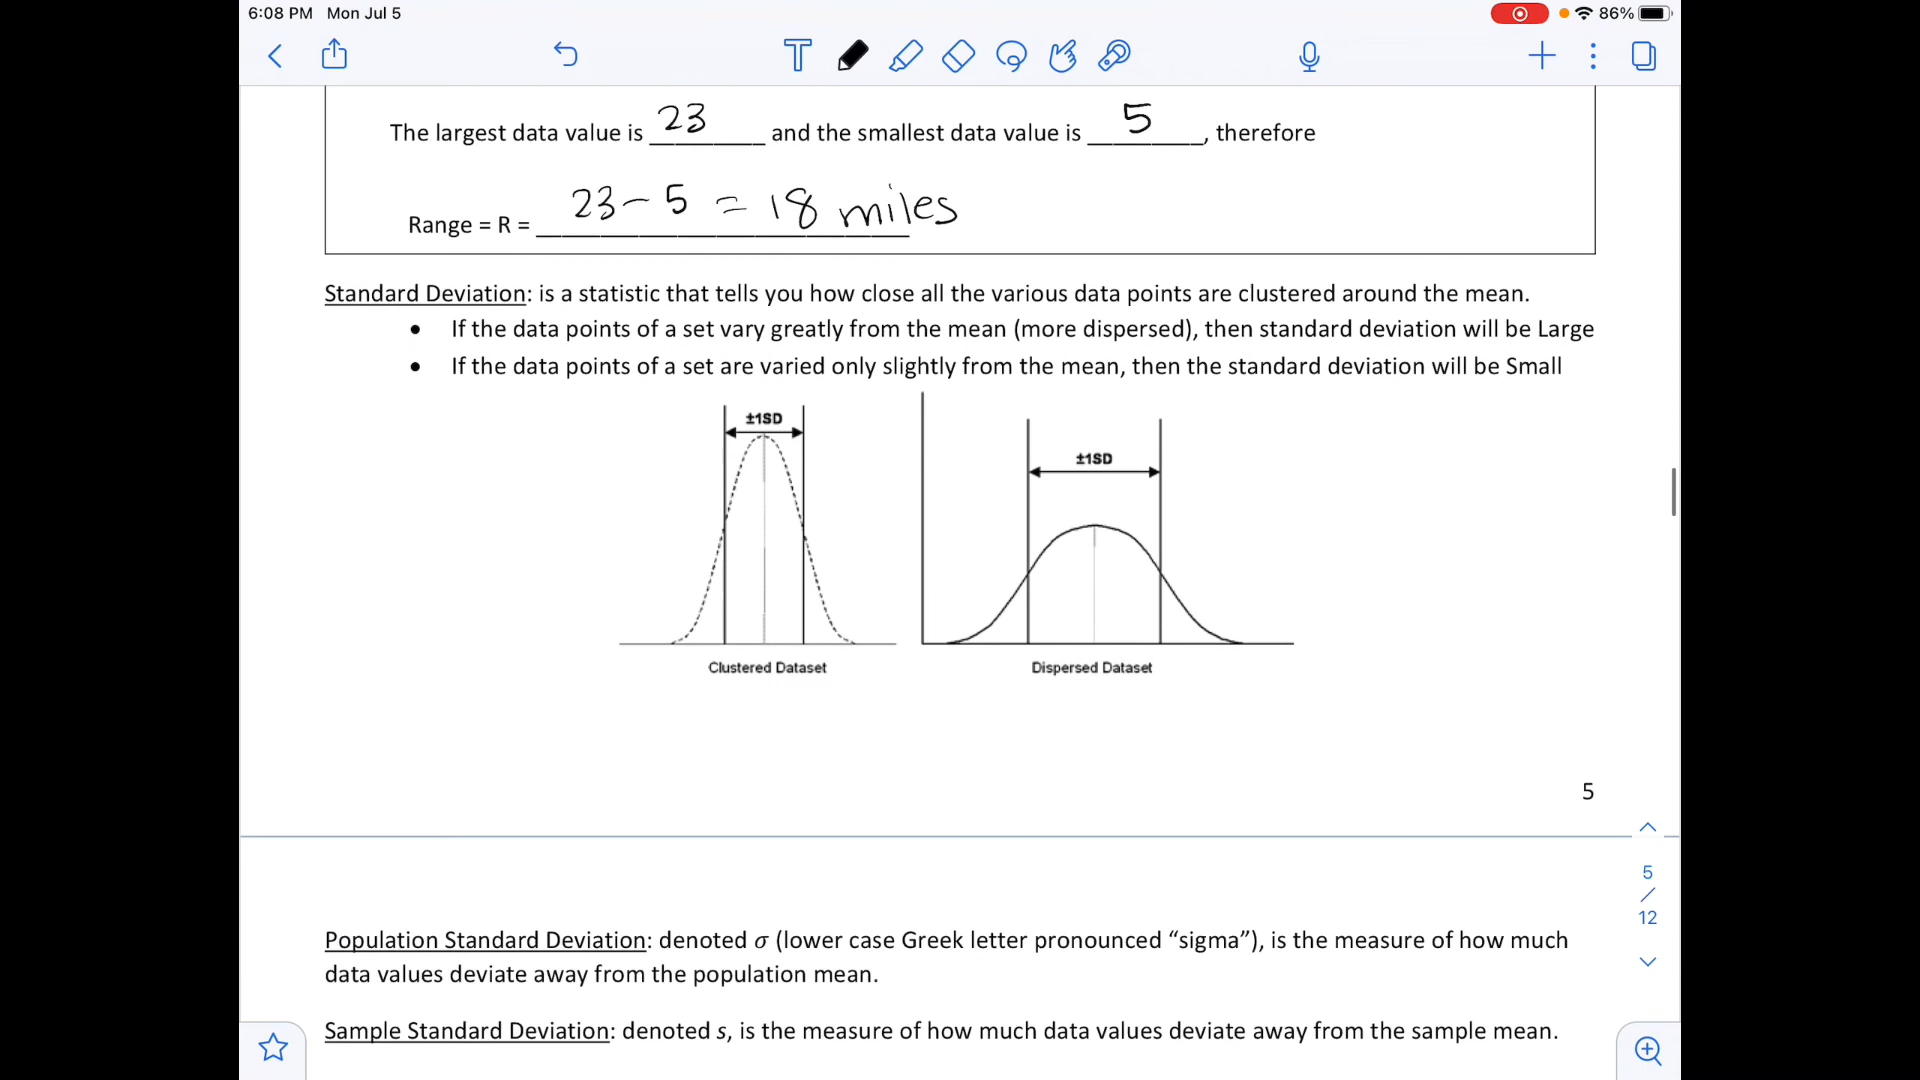 6:08 PM Mon Jul 5
86%
The largest data value is 23 and the smallest data value is 5, therefore
Range = R = 23 - 5 = 18 miles
Standard Deviation: is a statistic that tells you how close all the various data points are clustered around the mean.
• If the data points of a set vary greatly from the mean (more dispersed), then standard deviation will be Large
• If the data points of a set are varied only slightly from the mean, then the standard deviation will be Small
±1SD
±1SD
Clustered Dataset
Dispersed Dataset
5
5
/
12
Population Standard Deviation: denoted σ (lower case Greek letter pronounced “sigma”), is the measure of how much
data values deviate away from the population mean.
Sample Standard Deviation: denoted s, is the measure of how much data values deviate away from the sample mean.